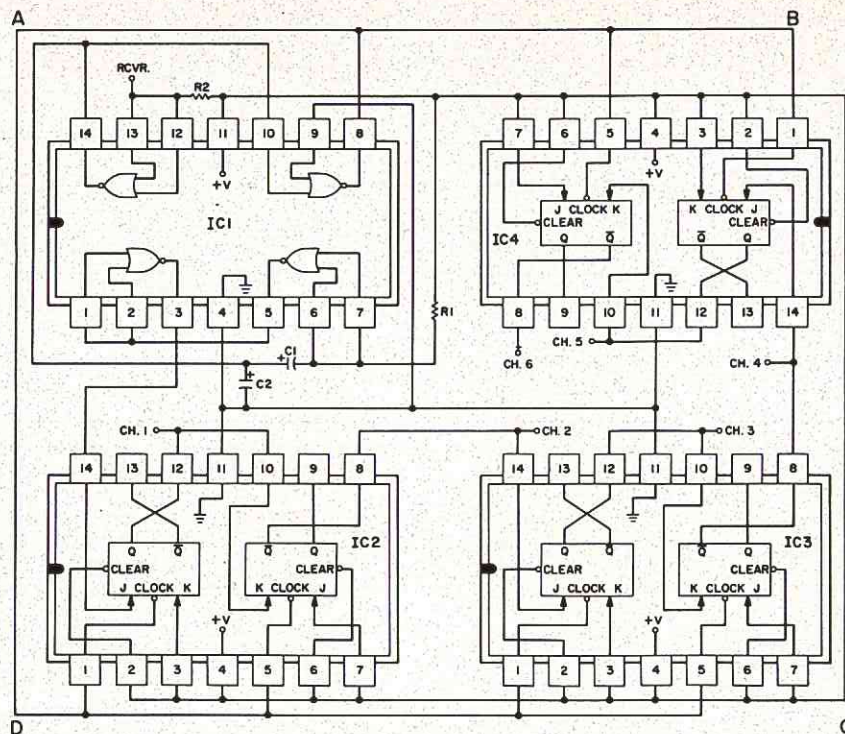 A B
RCVR.
R2
14 13 12 11 10 9 8
7 6 5 4 3 2 1
+V
+V
IC1
J CLOCK K
CLEAR
Q Q̅
IC4
K CLOCK J
CLEAR
Q̅ Q
1 2 3 4 5 6 7
8 9 10 11 12 13 14
R1
+ C1
+ C2
CH. 5
CH. 6
CH. 4
CH. 1
CH. 2
CH. 3
14 13 12 11 10 9 8
14 13 12 11 10 9 8
Q Q̅
CLEAR
J CLOCK K
Q̅ Q
CLEAR
K CLOCK J
IC2
Q Q̅
CLEAR
J CLOCK K
Q̅ Q
CLEAR
K CLOCK J
IC3
+V
+V
1 2 3 4 5 6 7
1 2 3 4 5 6 7
D C